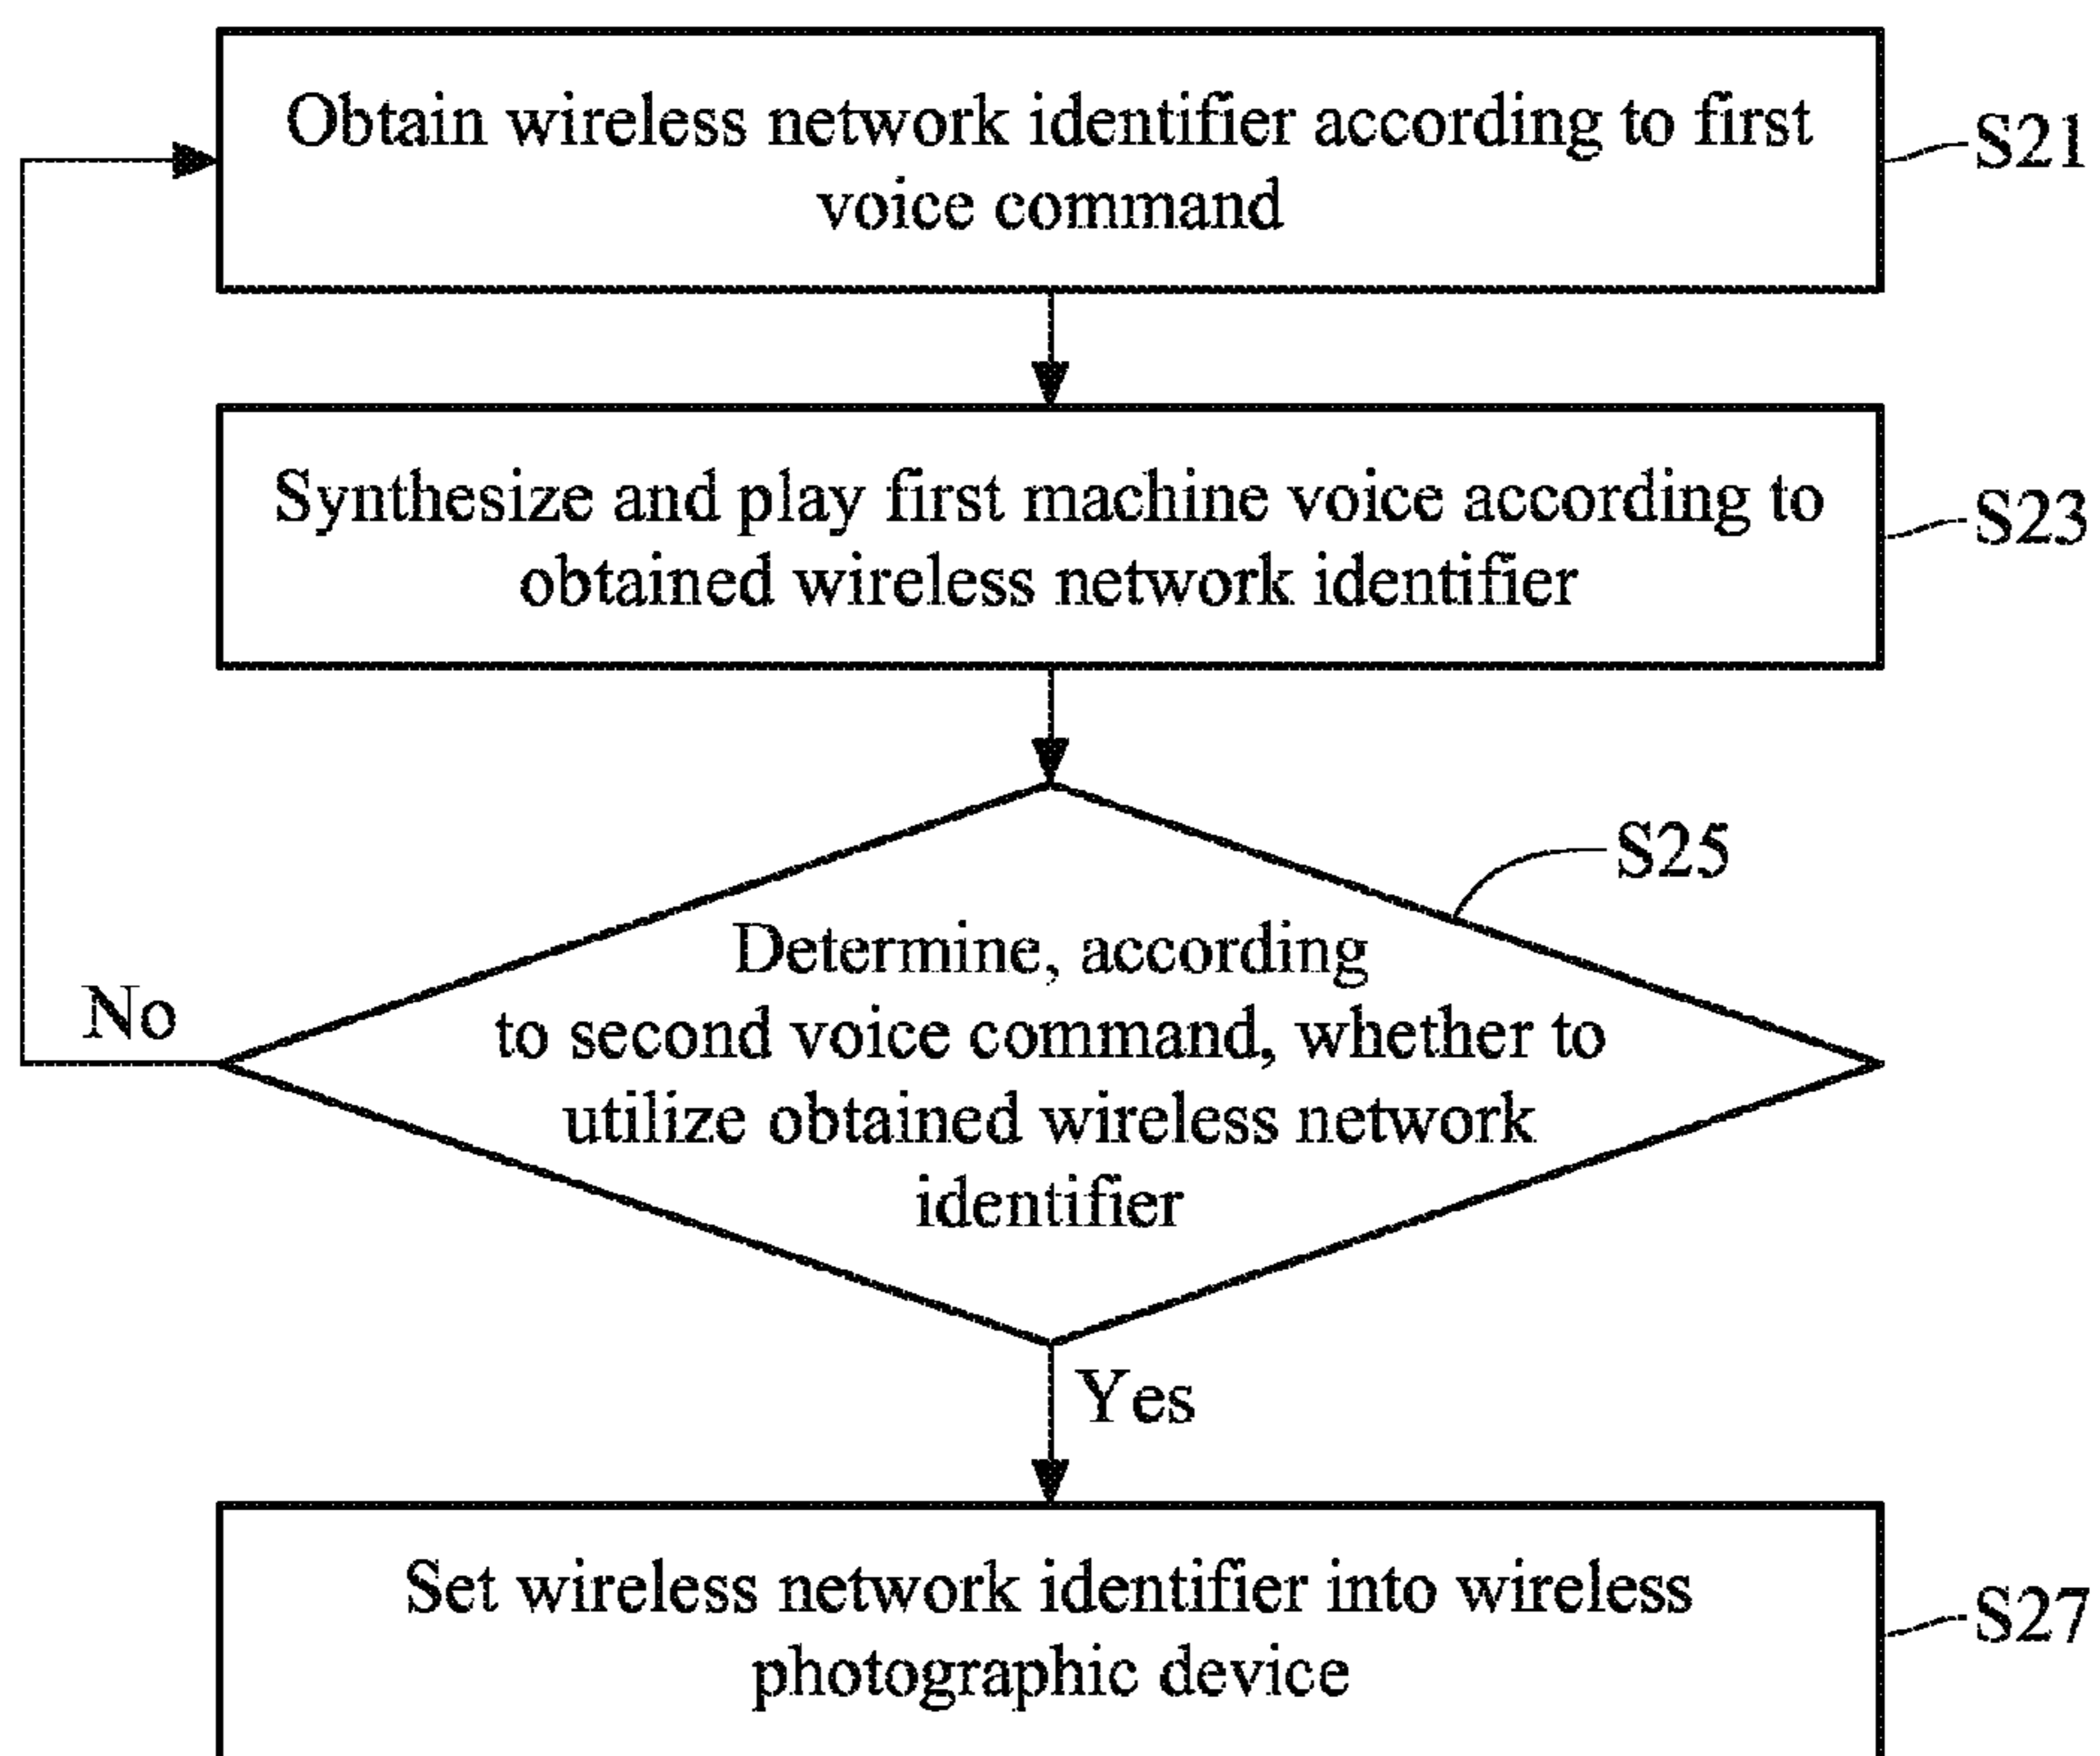 Obtain wireless network identifier according to first
voice command
S21
Synthesize and play first machine voice according to
obtained wireless network identifier
S23
S25
Determine, according
to second voice command, whether to
utilize obtained wireless network
identifier
No
Yes
Set wireless network identifier into wireless
photographic device
S27